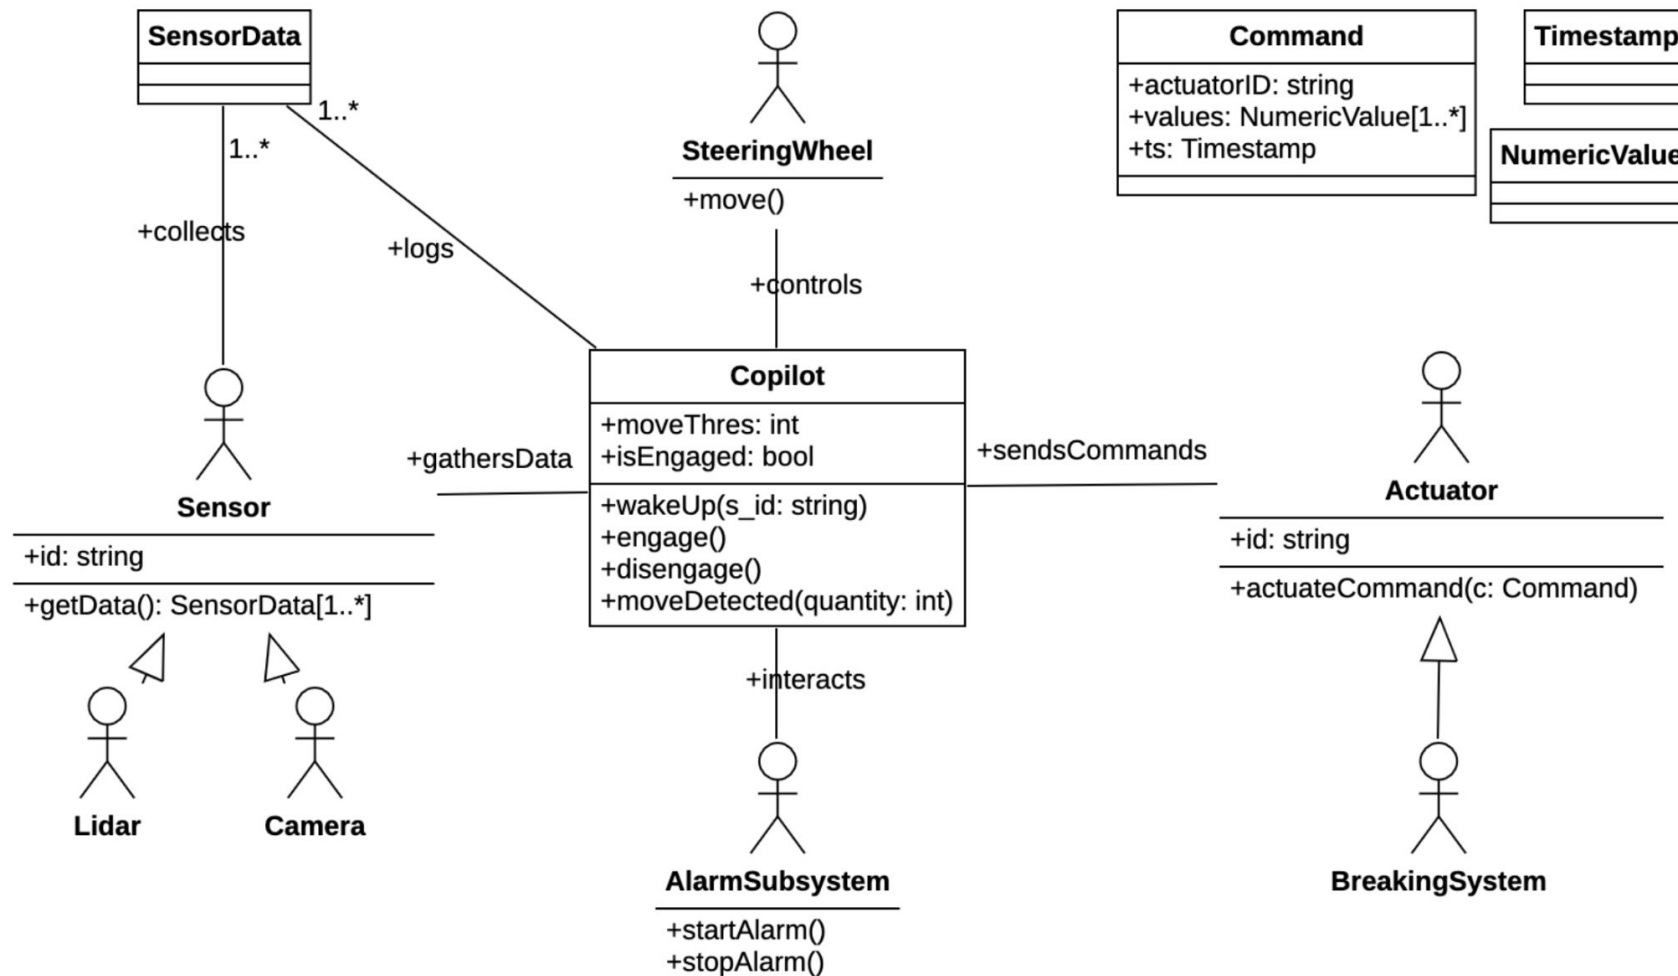 SensorData
1..*
1..*
+collects
+logs
SteeringWheel
+move()
+controls
Command
+actuatorID: string
+values: NumericValue[1..*]
+ts: Timestamp
Timestamp
NumericValue
Copilot
+moveThres: int
+isEngaged: bool
+wakeUp(s_id: string)
+engage()
+disengage()
+moveDetected(quantity: int)
+gathersData
+sendsCommands
Sensor
+id: string
+getData(): SensorData[1..*]
Lidar
Camera
+interacts
AlarmSubsystem
+startAlarm()
+stopAlarm()
Actuator
+id: string
+actuateCommand(c: Command)
BreakingSystem